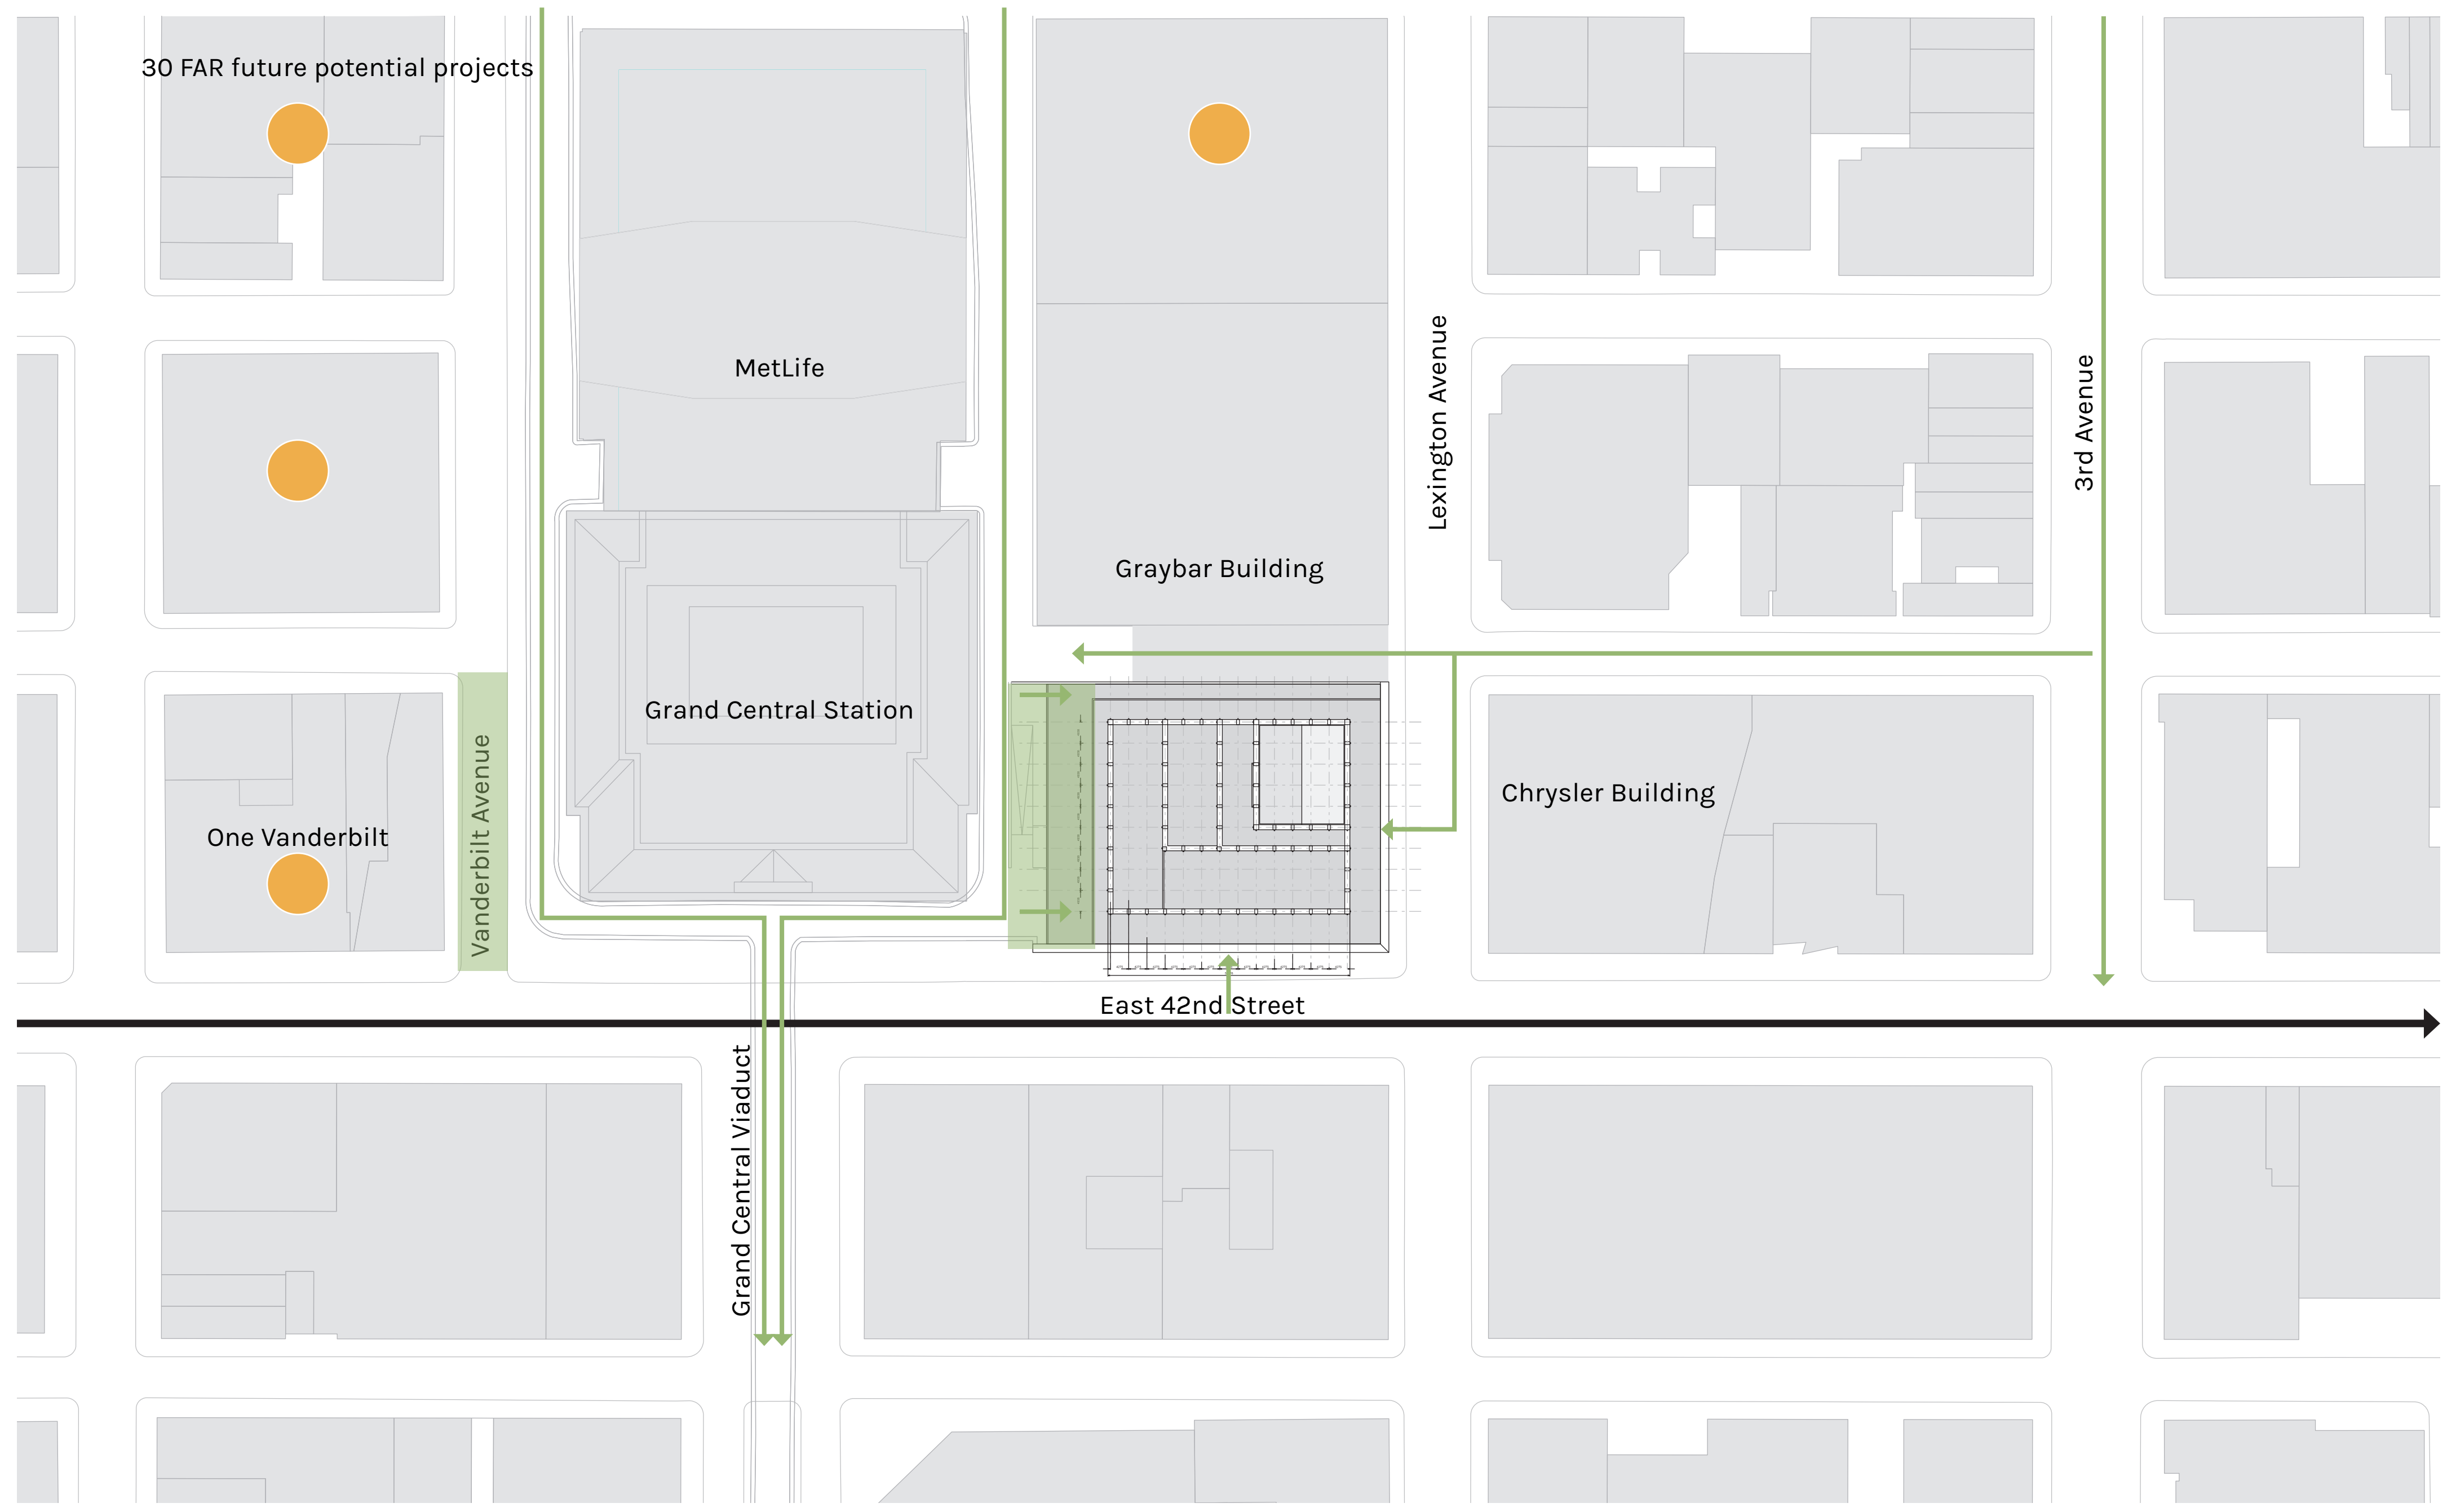 30 FAR future potential projects
MetLife
Lexington Avenue
3rd Avenue
Graybar Building
Grand Central Station
Chrysler Building
One Vanderbilt
Vanderbilbt Avenue
East 42nd Street
Grand Central Viaduct